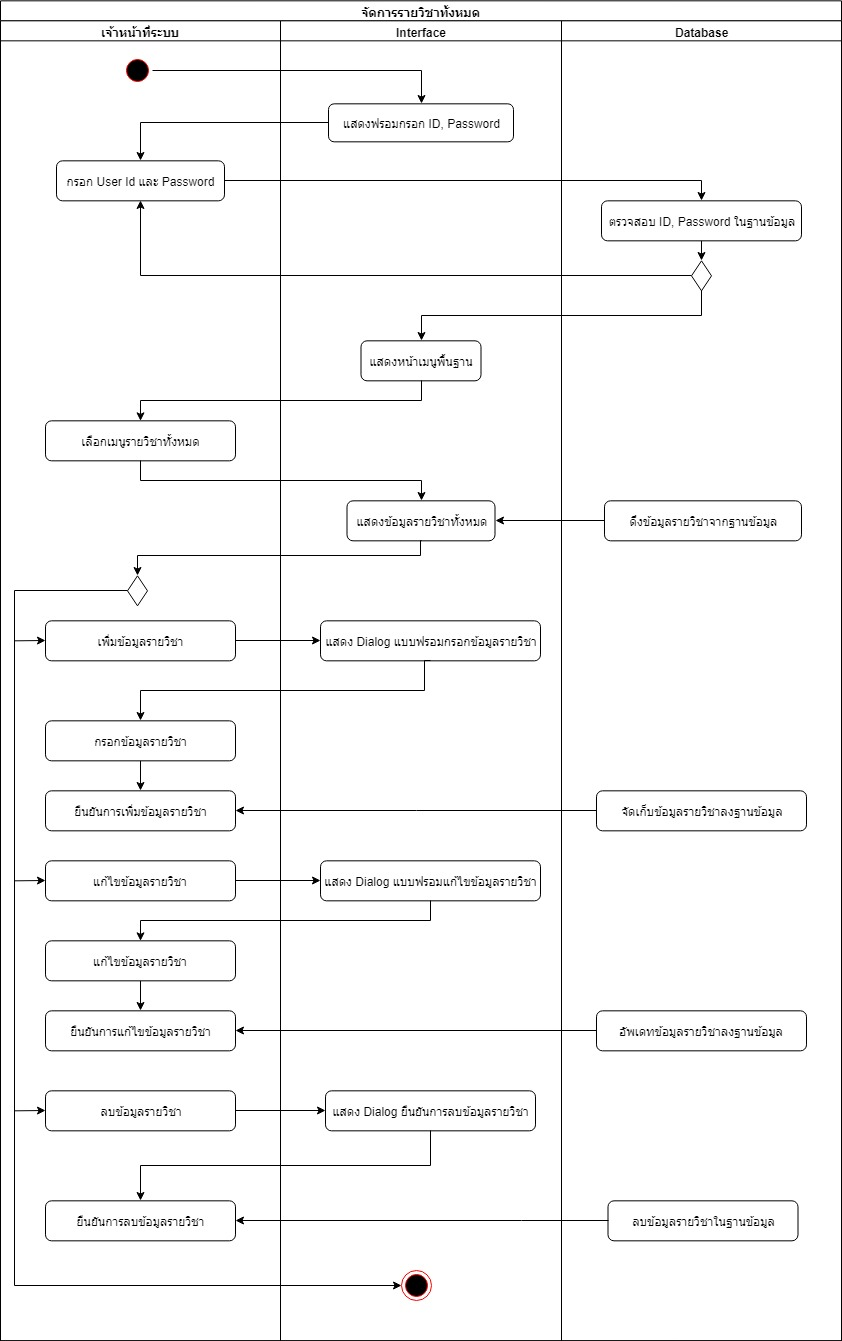 จัดการรายวิชาทั้งหมด
เจ้าหน้าที่ระบบ
Interface
Database
แสดงฟรอมกรอก ID, Password
กรอก User Id และ Password
ตรวจสอบ ID, Password ในฐานข้อมูล
แสดงหน้าเมนูพื้นฐาน
เลือกเมนูรายวิชาทั้งหมด
แสดงข้อมูลรายวิชาทั้งหมด
ดึงข้อมูลรายวิชาจากฐานข้อมูล
เพิ่มข้อมูลรายวิชา
แสดง Dialog แบบฟรอมกรอกข้อมูลรายวิชา
กรอกข้อมูลรายวิชา
ยืนยันการเพิ่มข้อมูลรายวิชา
จัดเก็บข้อมูลรายวิชาลงฐานข้อมูล
แก้ไขข้อมูลรายวิชา
แสดง Dialog แบบฟรอมแก้ไขข้อมูลรายวิชา
แก้ไขข้อมูลรายวิชา
ยืนยันการแก้ไขข้อมูลรายวิชา
อัพเดทข้อมูลรายวิชาลงฐานข้อมูล
ลบข้อมูลรายวิชา
แสดง Dialog ยืนยันการลบข้อมูลรายวิชา
ยืนยันการลบข้อมูลรายวิชา
ลบข้อมูลรายวิชาในฐานข้อมูล